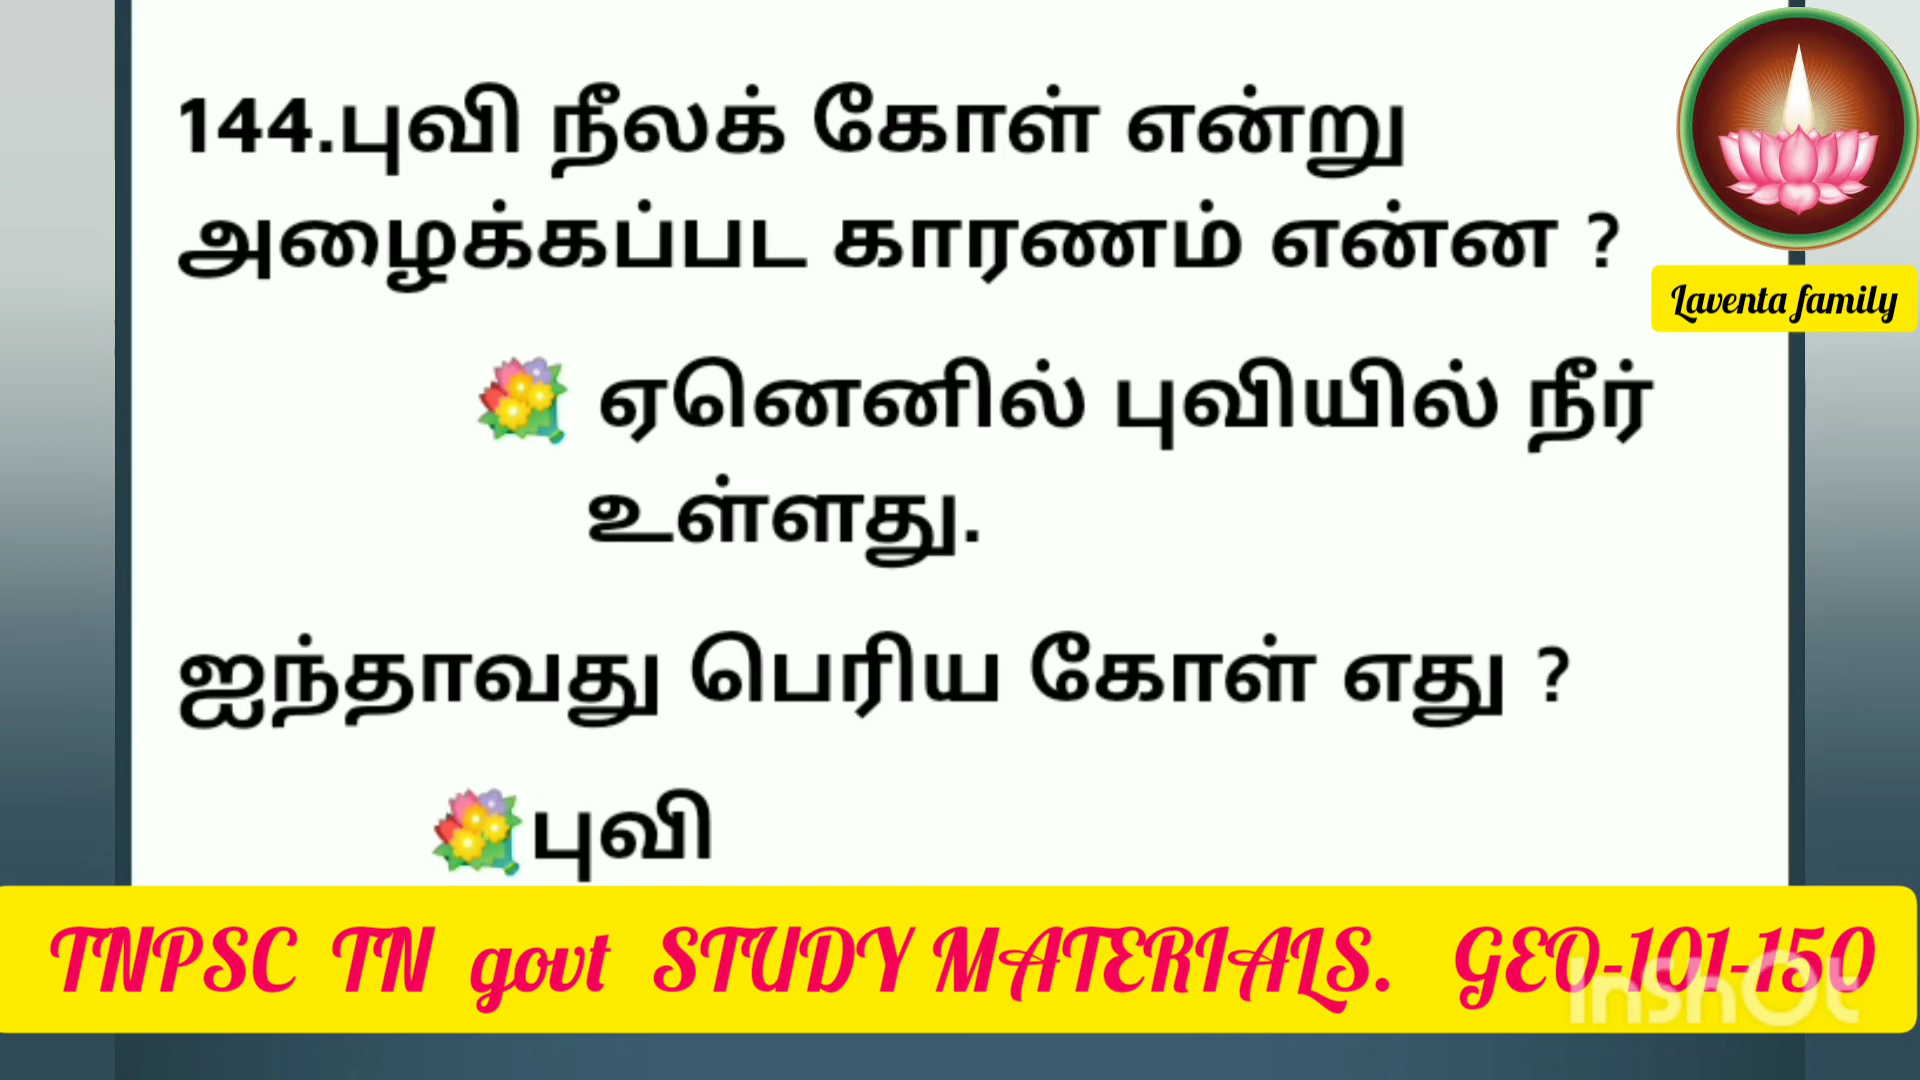 144.புவி நீலக் கோள் என்று
அழைக்கப்பட காரணம் என்ன ?
Laventa family
💐 ஏனெனில் புவியில் நீர்
உள்ளது.
ஐந்தாவது பெரிய கோள் எது ?
💐புவி
TNPSC TN govt STUDY MATERIALS. GEO-101-150
InShOt